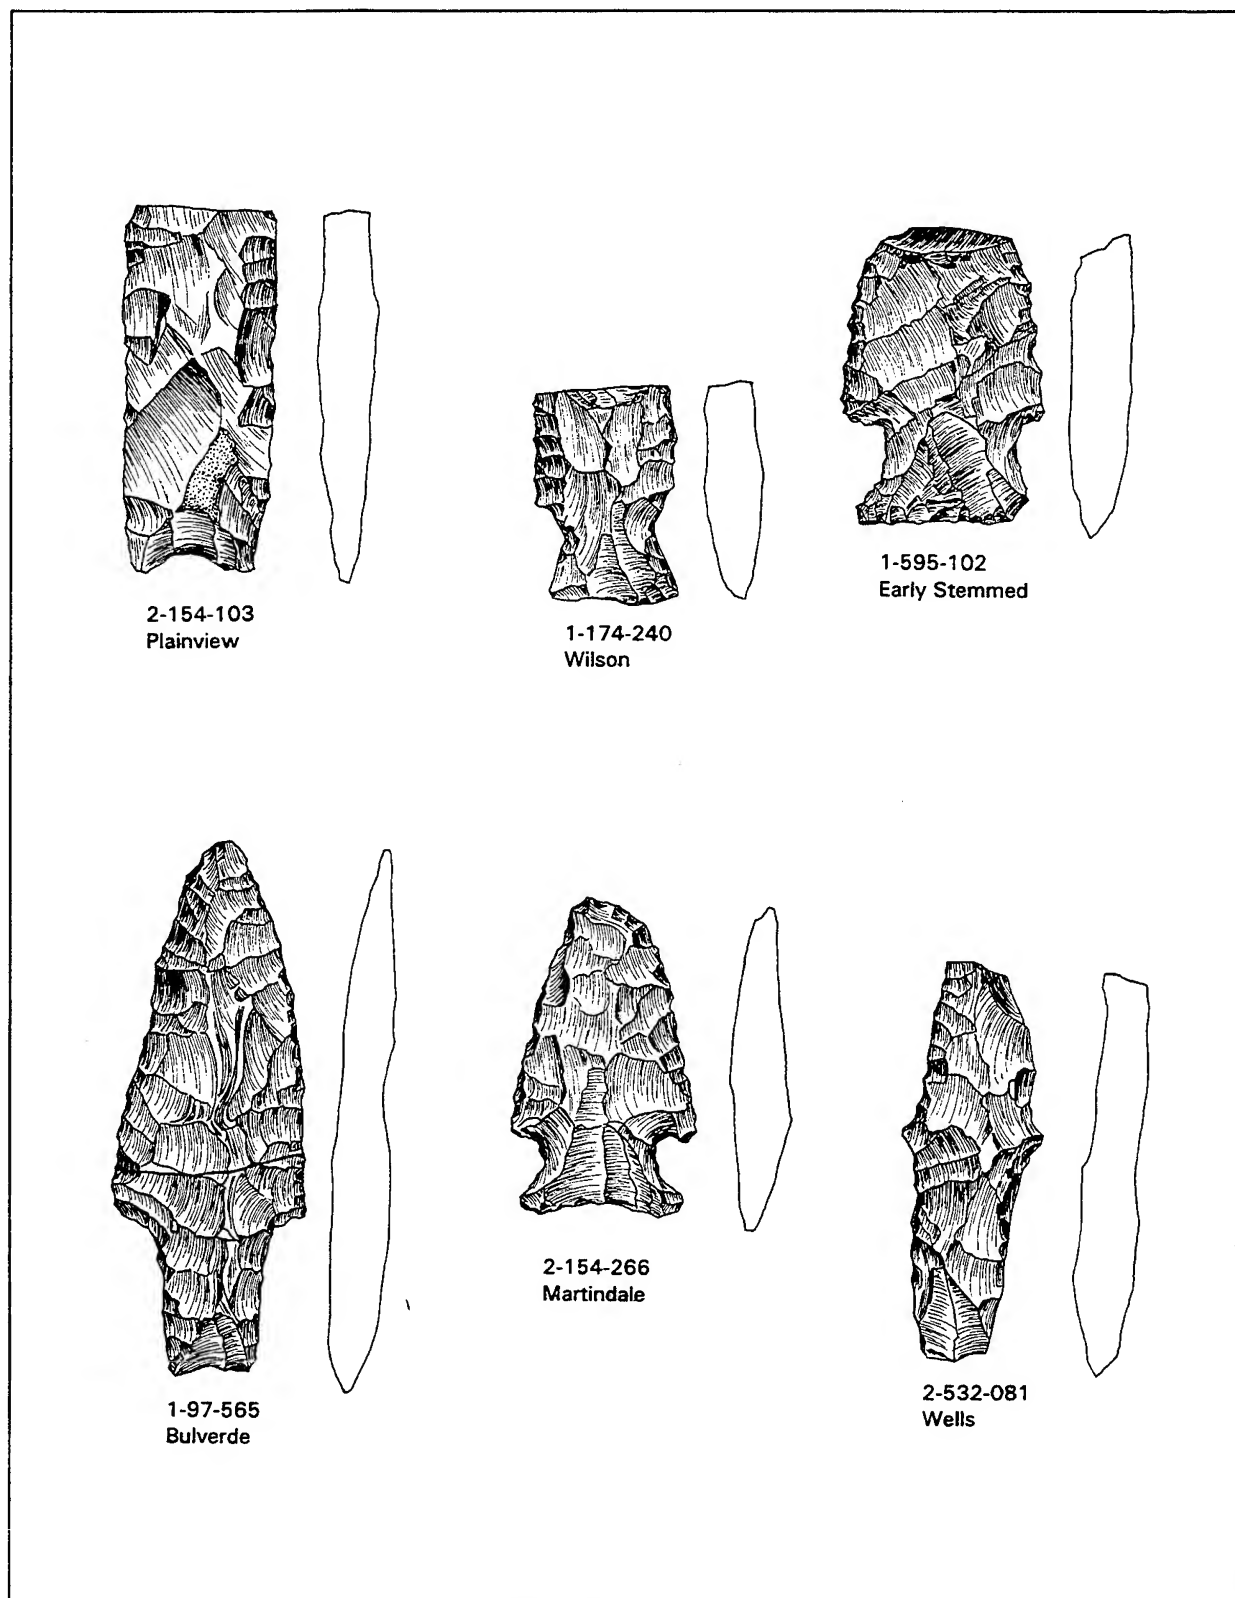 2-154-103
Plainview
1-174-240
Wilson
1-595-102
Early Stemmed
1-97-565
Bulverde
2-154-266
Martindale
2-532-081
Wells